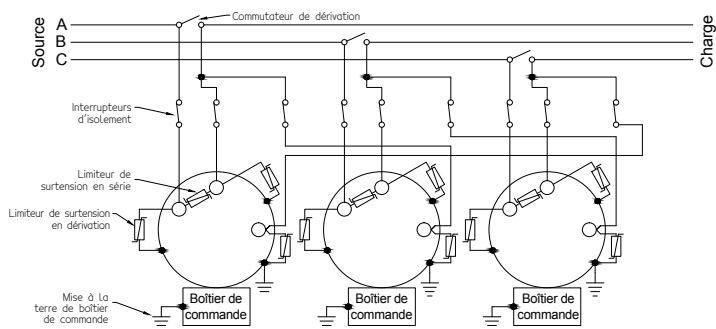 Commutateur de dérivation
Source
A
B
C
Charge
Interrupteurs
d'isolement
Limiteur de
surtension en série
Limiteur de surtension
en dérivation
Mise à la
terre de boîtier
de commande
Boîtier de
commande
Boîtier de
commande
Boîtier de
commande